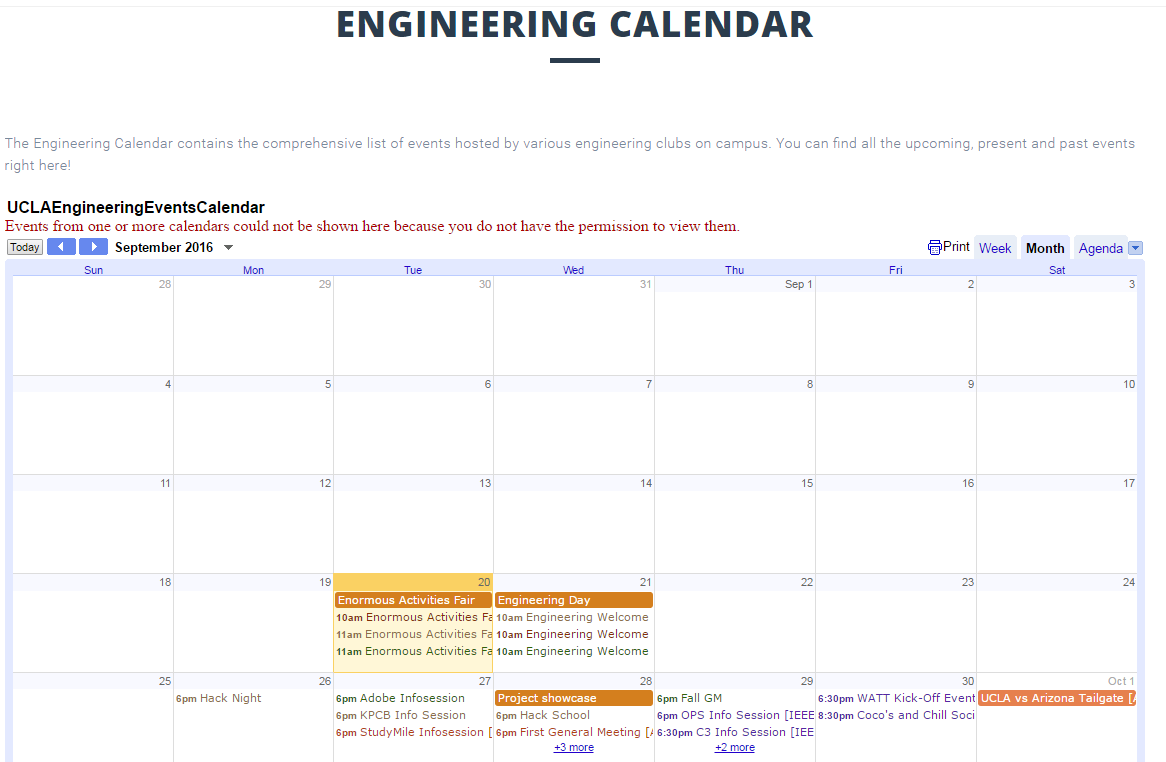 ENGINEERING CALENDAR
The Engineering Calendar contains the comprehensive list of events hosted by various engineering clubs on campus. You can find all the upcoming, present and past events
right here!
UCLAEngineeringEventsCalendar
Events from one or more calendars could not be shown here because you do not have the permission to view them.
Today September 2016 Print Week Month Agenda
Sun Mon Tue Wed Thu Fri Sat
28 29 30 31 Sep 1 2 3
4 5 6 7 8 9 10
11 12 13 14 15 16 17
18 19 20 21 22 23 24
Enormous Activities Fair Engineering Day
10am Enormous Activities Fa 10am Engineering Welcome
11am Enormous Activities Fa 10am Engineering Welcome
11am Enormous Activities Fa 10am Engineering Welcome
25 26 27 28 29 30 Oct 1
6pm Hack Night 6pm Adobe Infosession Project showcase 6pm Fall GM 6:30pm WATT Kick-Off Event UCLA vs Arizona Tailgate [A
6pm KPCB Info Session 6pm Hack School 6pm OPS Info Session [IEEE 8:30pm Coco's and Chill Soci
6pm StudyMile Infosession [ 6pm First General Meeting [A 6:30pm C3 Info Session [IEE
+3 more +2 more